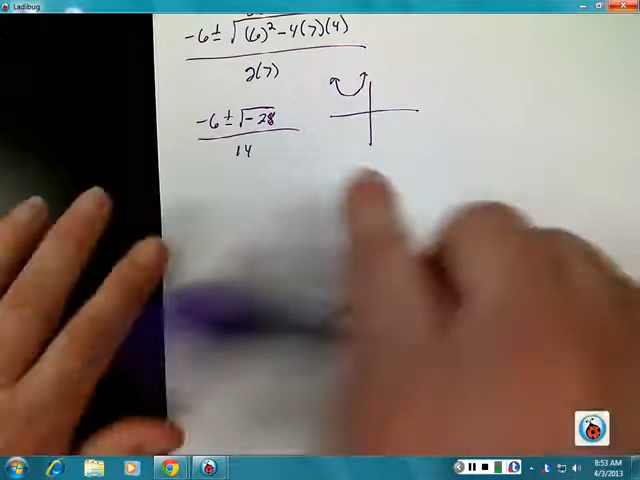 Ladibug
-6 ± √(6)² - 4(7)(4)
2(7)
-6 ± √-28
14
8:53 AM
4/3/2013